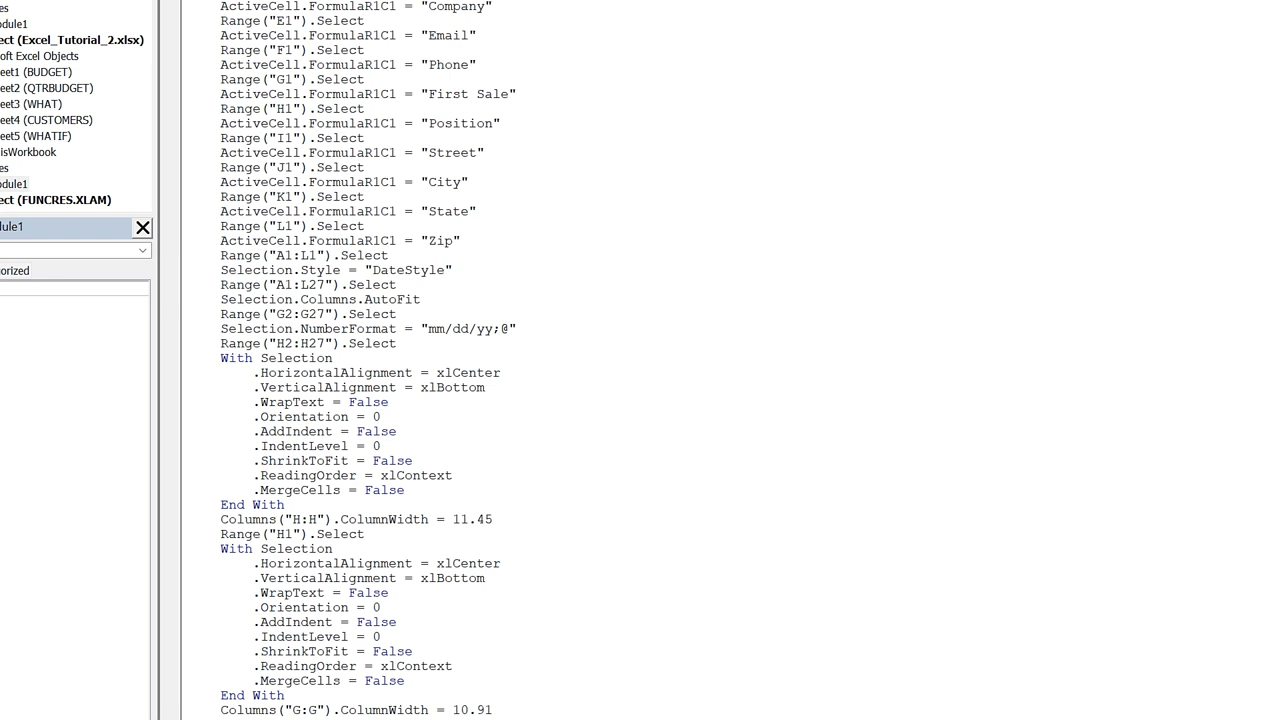 es
odule1
ect (Excel_Tutorial_2.xlsx)
oft Excel Objects
eet1 (BUDGET)
eet2 (QTRBUDGET)
eet3 (WHAT)
eet4 (CUSTOMERS)
eet5 (WHATIF)
isWorkbook
es
odule1
ect (FUNCRES.XLAM)
dule1
orized
ActiveCell.FormulaR1C1 = "Company"
Range("E1").Select
ActiveCell.FormulaR1C1 = "Email"
Range("F1").Select
ActiveCell.FormulaR1C1 = "Phone"
Range("G1").Select
ActiveCell.FormulaR1C1 = "First Sale"
Range("H1").Select
ActiveCell.FormulaR1C1 = "Position"
Range("I1").Select
ActiveCell.FormulaR1C1 = "Street"
Range("J1").Select
ActiveCell.FormulaR1C1 = "City"
Range("K1").Select
ActiveCell.FormulaR1C1 = "State"
Range("L1").Select
ActiveCell.FormulaR1C1 = "Zip"
Range("A1:L1").Select
Selection.Style = "DateStyle"
Range("A1:L27").Select
Selection.Columns.AutoFit
Range("G2:G27").Select
Selection.NumberFormat = "mm/dd/yy;@"
Range("H2:H27").Select
With Selection
.HorizontalAlignment = xlCenter
.VerticalAlignment = xlBottom
.WrapText = False
.Orientation = 0
.AddIndent = False
.IndentLevel = 0
.ShrinkToFit = False
.ReadingOrder = xlContext
.MergeCells = False
End With
Columns("H:H").ColumnWidth = 11.45
Range("H1").Select
With Selection
.HorizontalAlignment = xlCenter
.VerticalAlignment = xlBottom
.WrapText = False
.Orientation = 0
.AddIndent = False
.IndentLevel = 0
.ShrinkToFit = False
.ReadingOrder = xlContext
.MergeCells = False
End With
Columns("G:G").ColumnWidth = 10.91